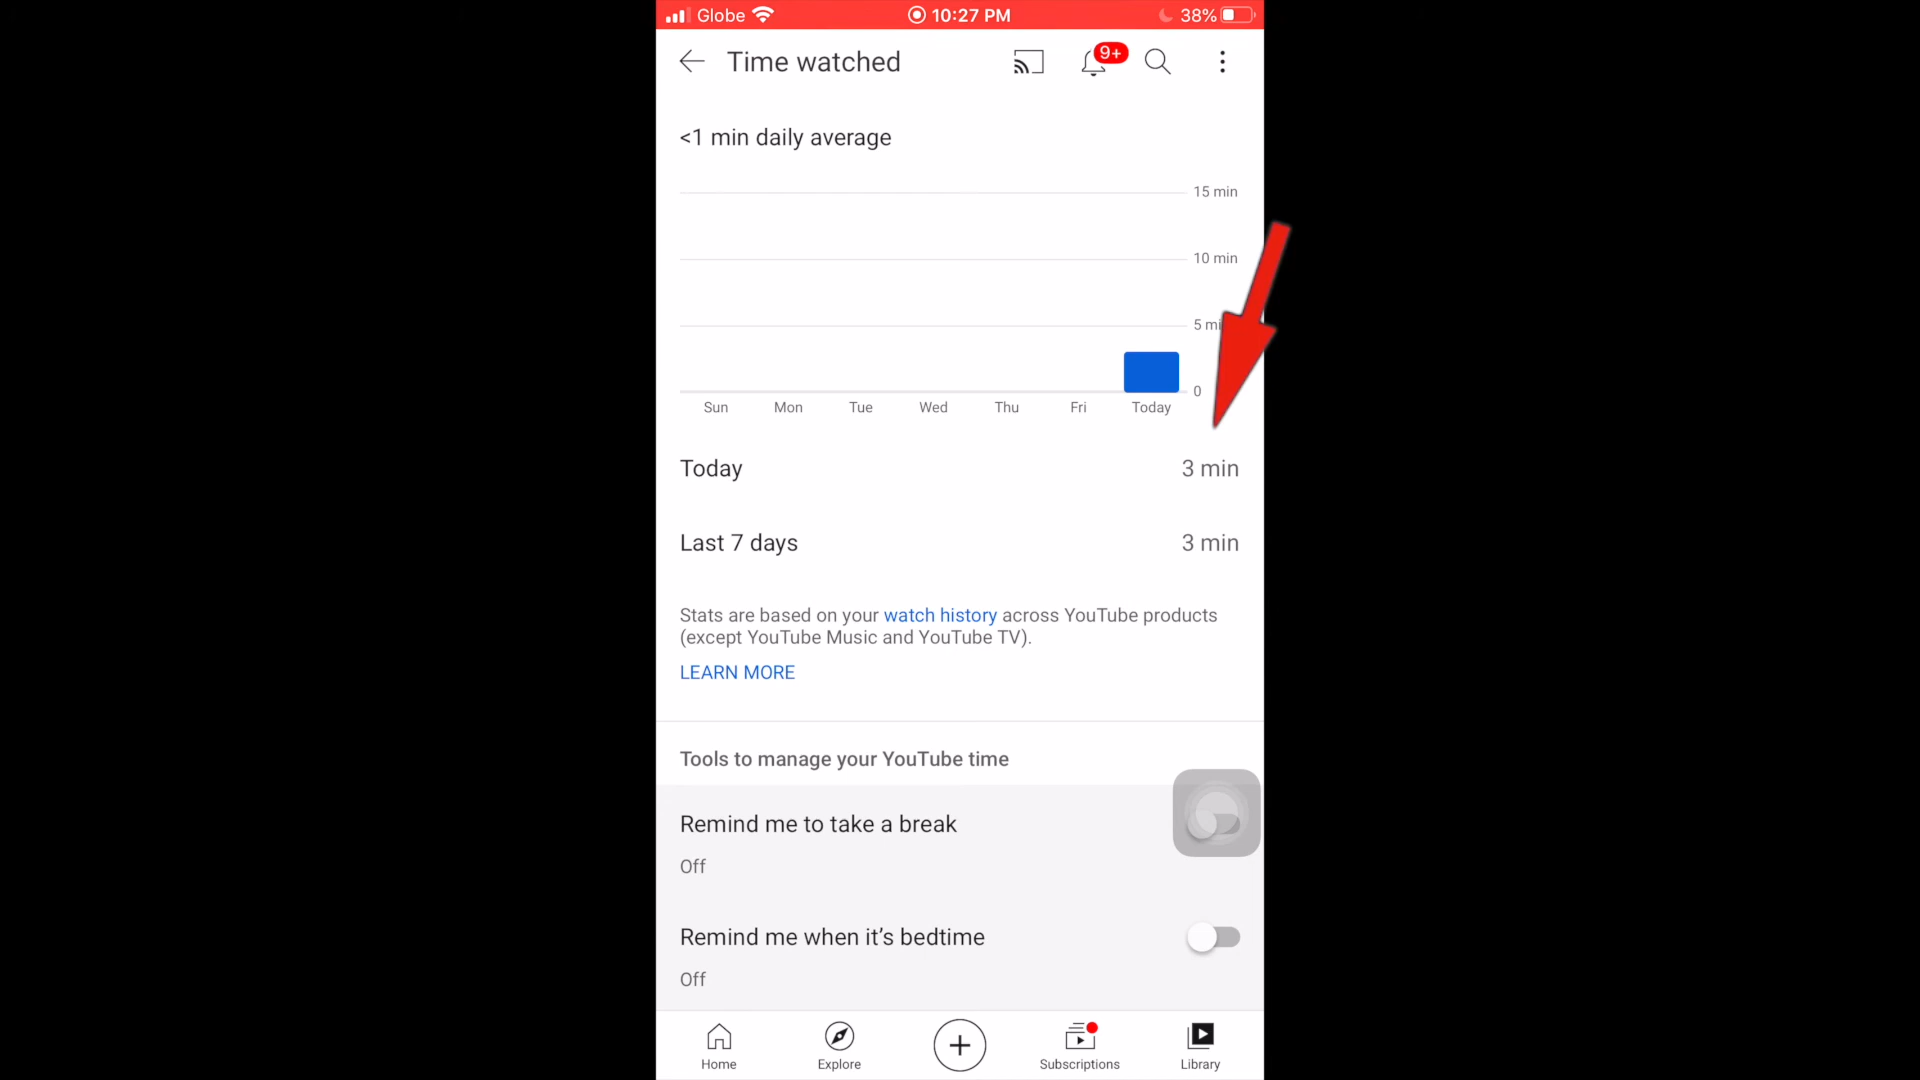 Globe 10:27 PM 38%
Time watched 9+
<1 min daily average
15 min
10 min
5 mi
0
Sun Mon Tue Wed Thu Fri Today
Today 3 min
Last 7 days 3 min
Stats are based on your watch history across YouTube products
(except YouTube Music and YouTube TV).
LEARN MORE
Tools to manage your YouTube time
Remind me to take a break
Off
Remind me when it’s bedtime
Off
Home Explore Subscriptions Library